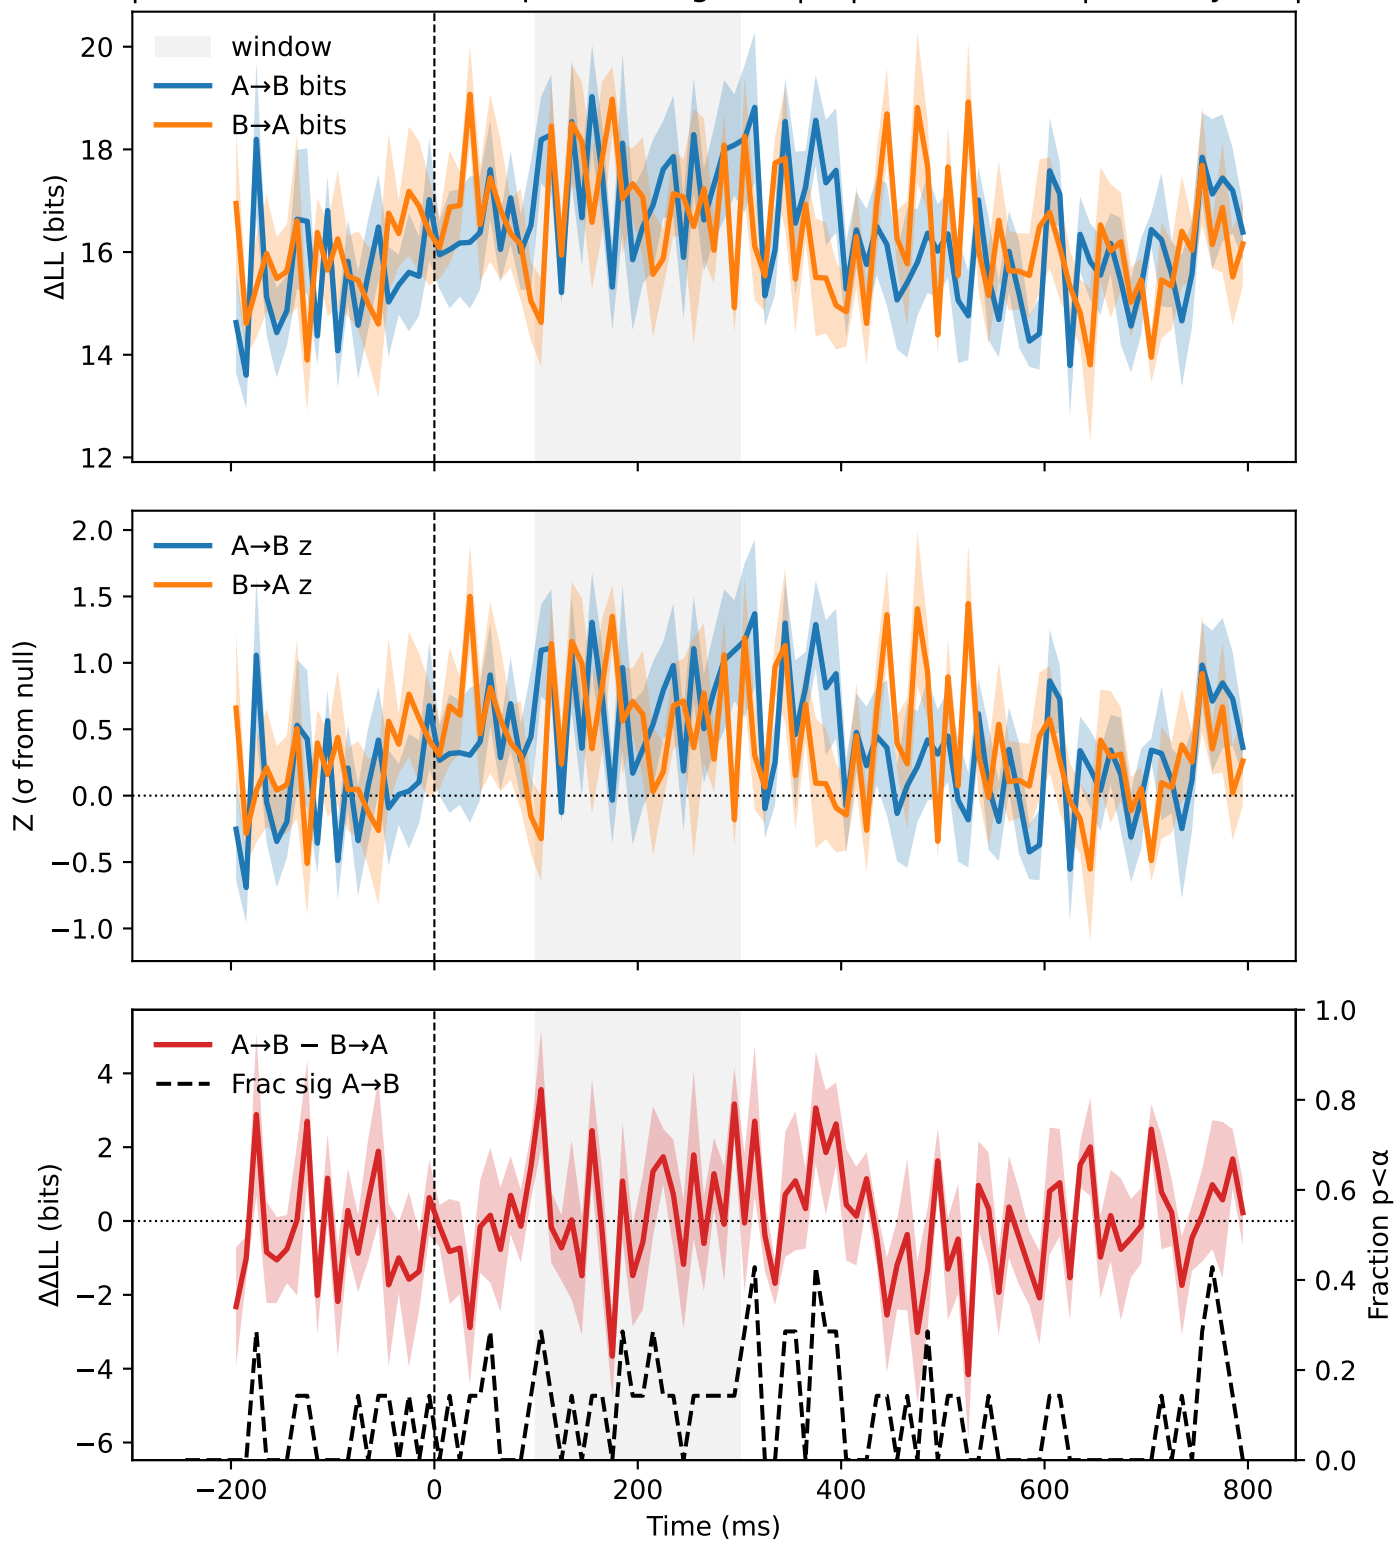 20
18
16
14
12
ΔLL (bits)
window
A→B bits
B→A bits
2.0
1.5
1.0
0.5
0.0
−0.5
−1.0
Z (σ from null)
A→B z
B→A z
4
2
0
−2
−4
−6
ΔΔLL (bits)
A→B − B→A
Frac sig A→B
1.0
0.8
0.6
0.4
0.2
0.0
Fraction p<α
−200 0 200 400 600 800
Time (ms)